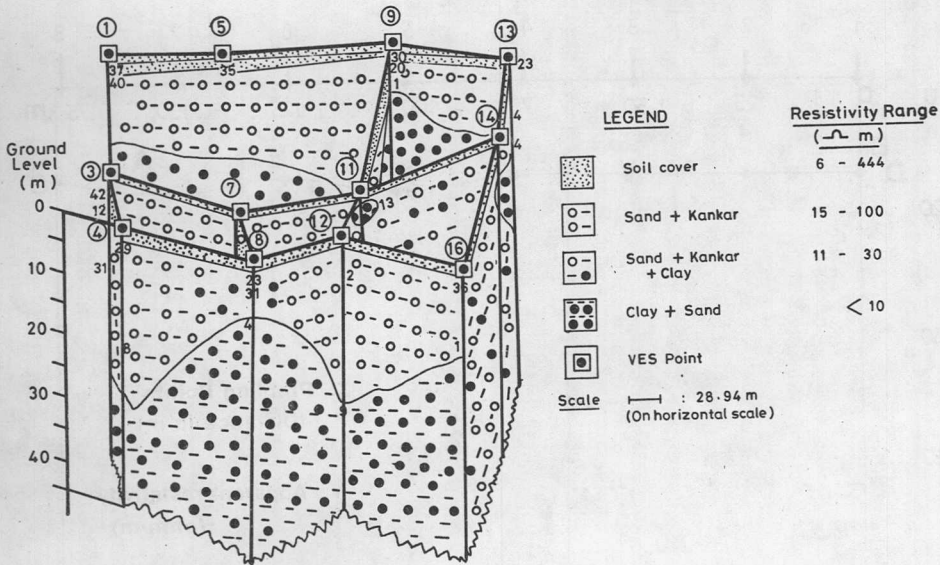 ① ⑤ ⑨ ⑬
37
40
35
30
20
1
23
4
⑭
4
Ground
Level
(m)
③ ⑦ ⑪
42
13
0
12
④ ⑧ ⑫ ⑯
31
23
31
2
10
4
1
20
8
9
30
40
LEGEND
Resistivity Range
(Ω m)
Soil cover 6 - 444
Sand + Kankar 15 - 100
Sand + Kankar
+ Clay
11 - 30
Clay + Sand < 10
VES Point
Scale : 28.94 m
(On horizontal scale)